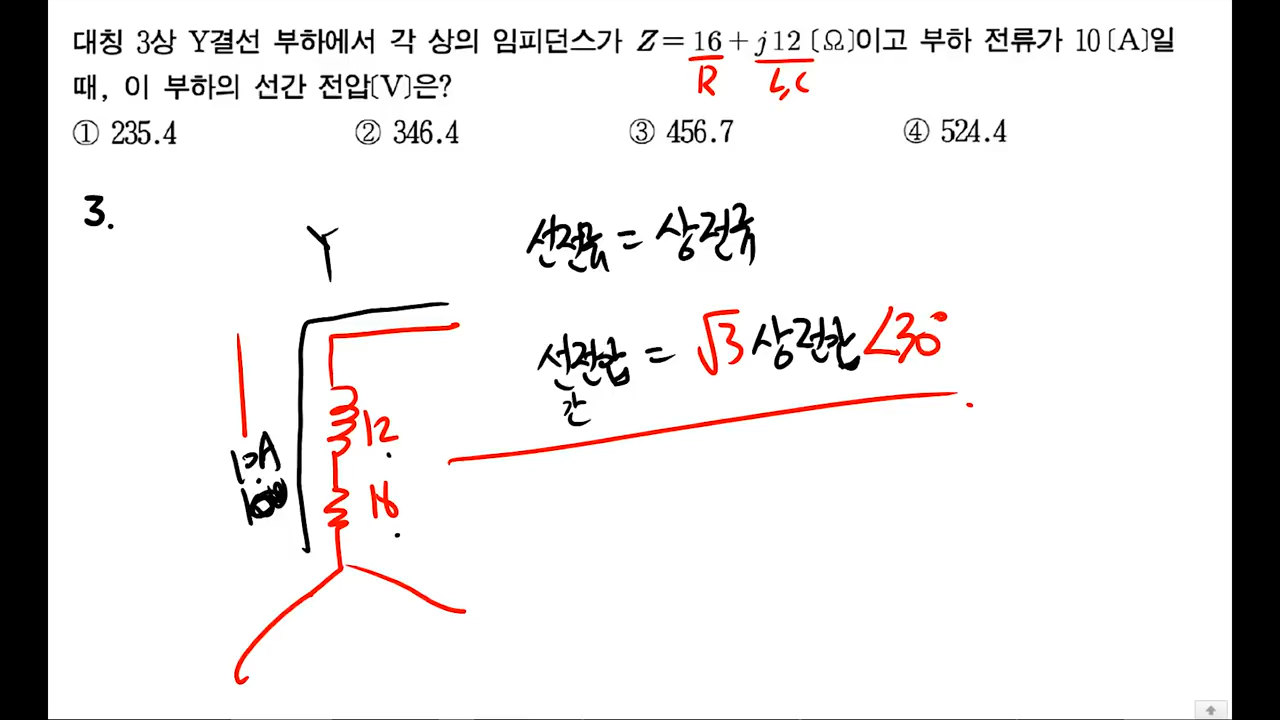 대칭 3상 Y결선 부하에서 각 상의 임피던스가 Z = 16 + j12 [Ω]이고 부하 전류가 10 [A]일
때, 이 부하의 선간 전압[V]은?
R L,C
① 235.4 ② 346.4 ③ 456.7 ④ 524.4
3.
Y
선전류 = 상전류
선전압 = √3 상전압 ∠30°
간
12
10A
16